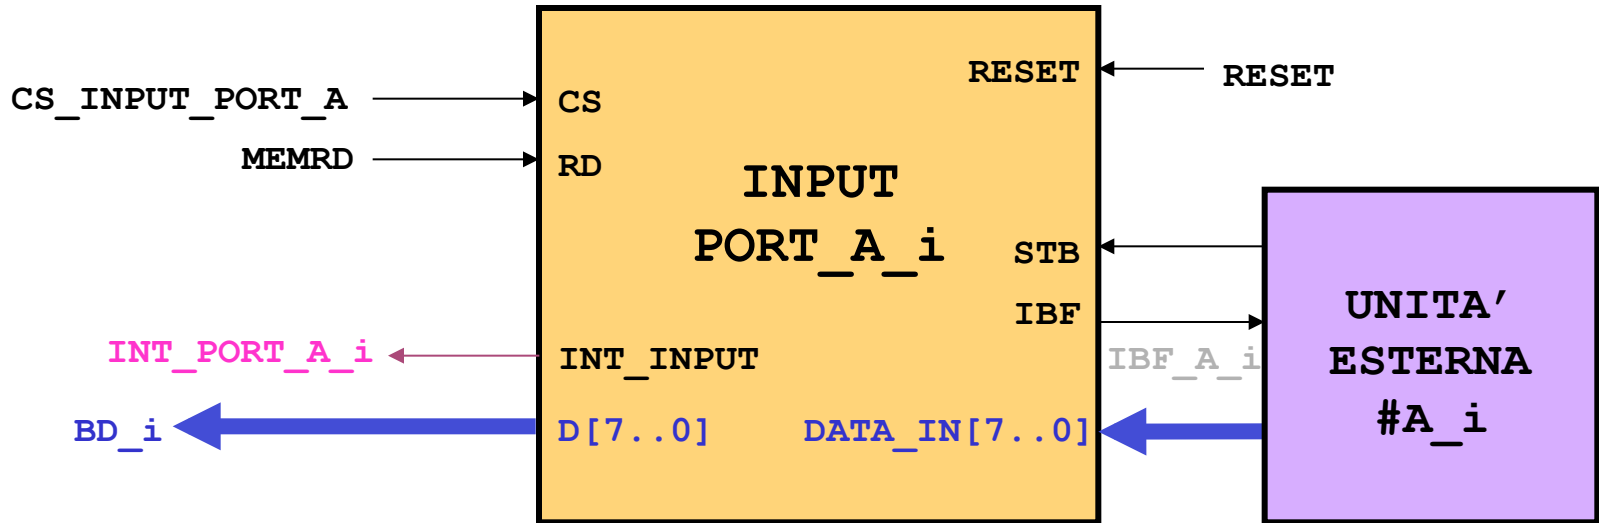 CS_INPUT_PORT_A
MEMRD
INT_PORT_A_i
BD_i
CS
RD
INPUT
PORT_A_i
INT_INPUT
D[7..0]
RESET
STB
IBF
DATA_IN[7..0]
RESET
IBF_A_i
UNITA’
ESTERNA
#A_i